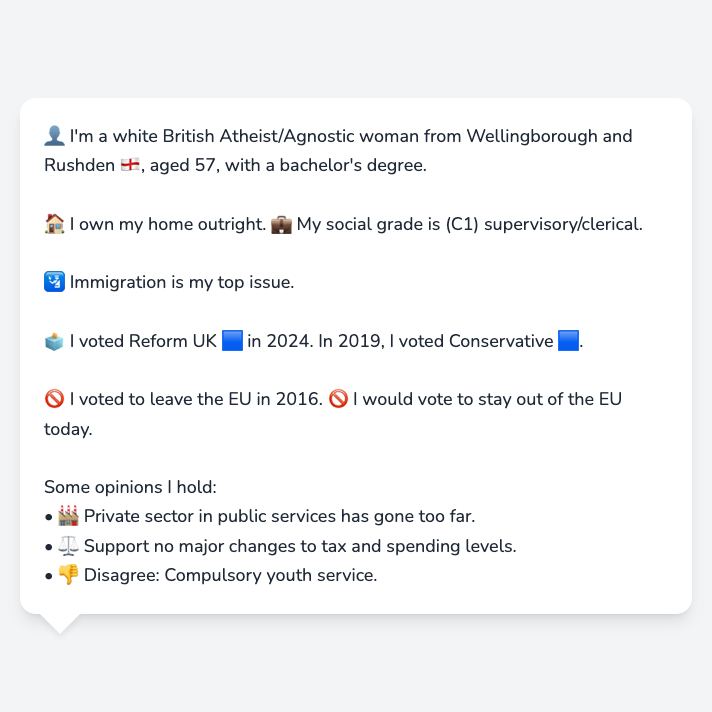 👤 I'm a white British Atheist/Agnostic woman from Wellingborough and
Rushden 🏴󠁧󠁢󠁥󠁮󠁧󠁿, aged 57, with a bachelor's degree.
🏠 I own my home outright. 💼 My social grade is (C1) supervisory/clerical.
🛂 Immigration is my top issue.
🗳️ I voted Reform UK 🟦 in 2024. In 2019, I voted Conservative 🟦.
🚫 I voted to leave the EU in 2016. 🚫 I would vote to stay out of the EU
today.
Some opinions I hold:
• 🏭 Private sector in public services has gone too far.
• ⚖️ Support no major changes to tax and spending levels.
• 👎 Disagree: Compulsory youth service.